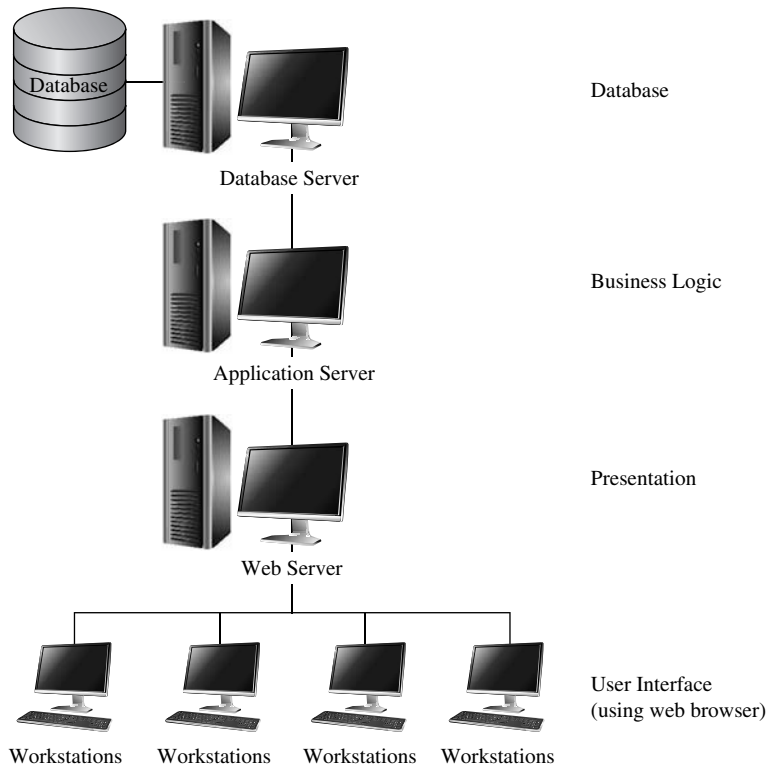 Database
Database
Database Server
Business Logic
Application Server
Presentation
Web Server
User Interface
(using web browser)
Workstations
Workstations
Workstations
Workstations